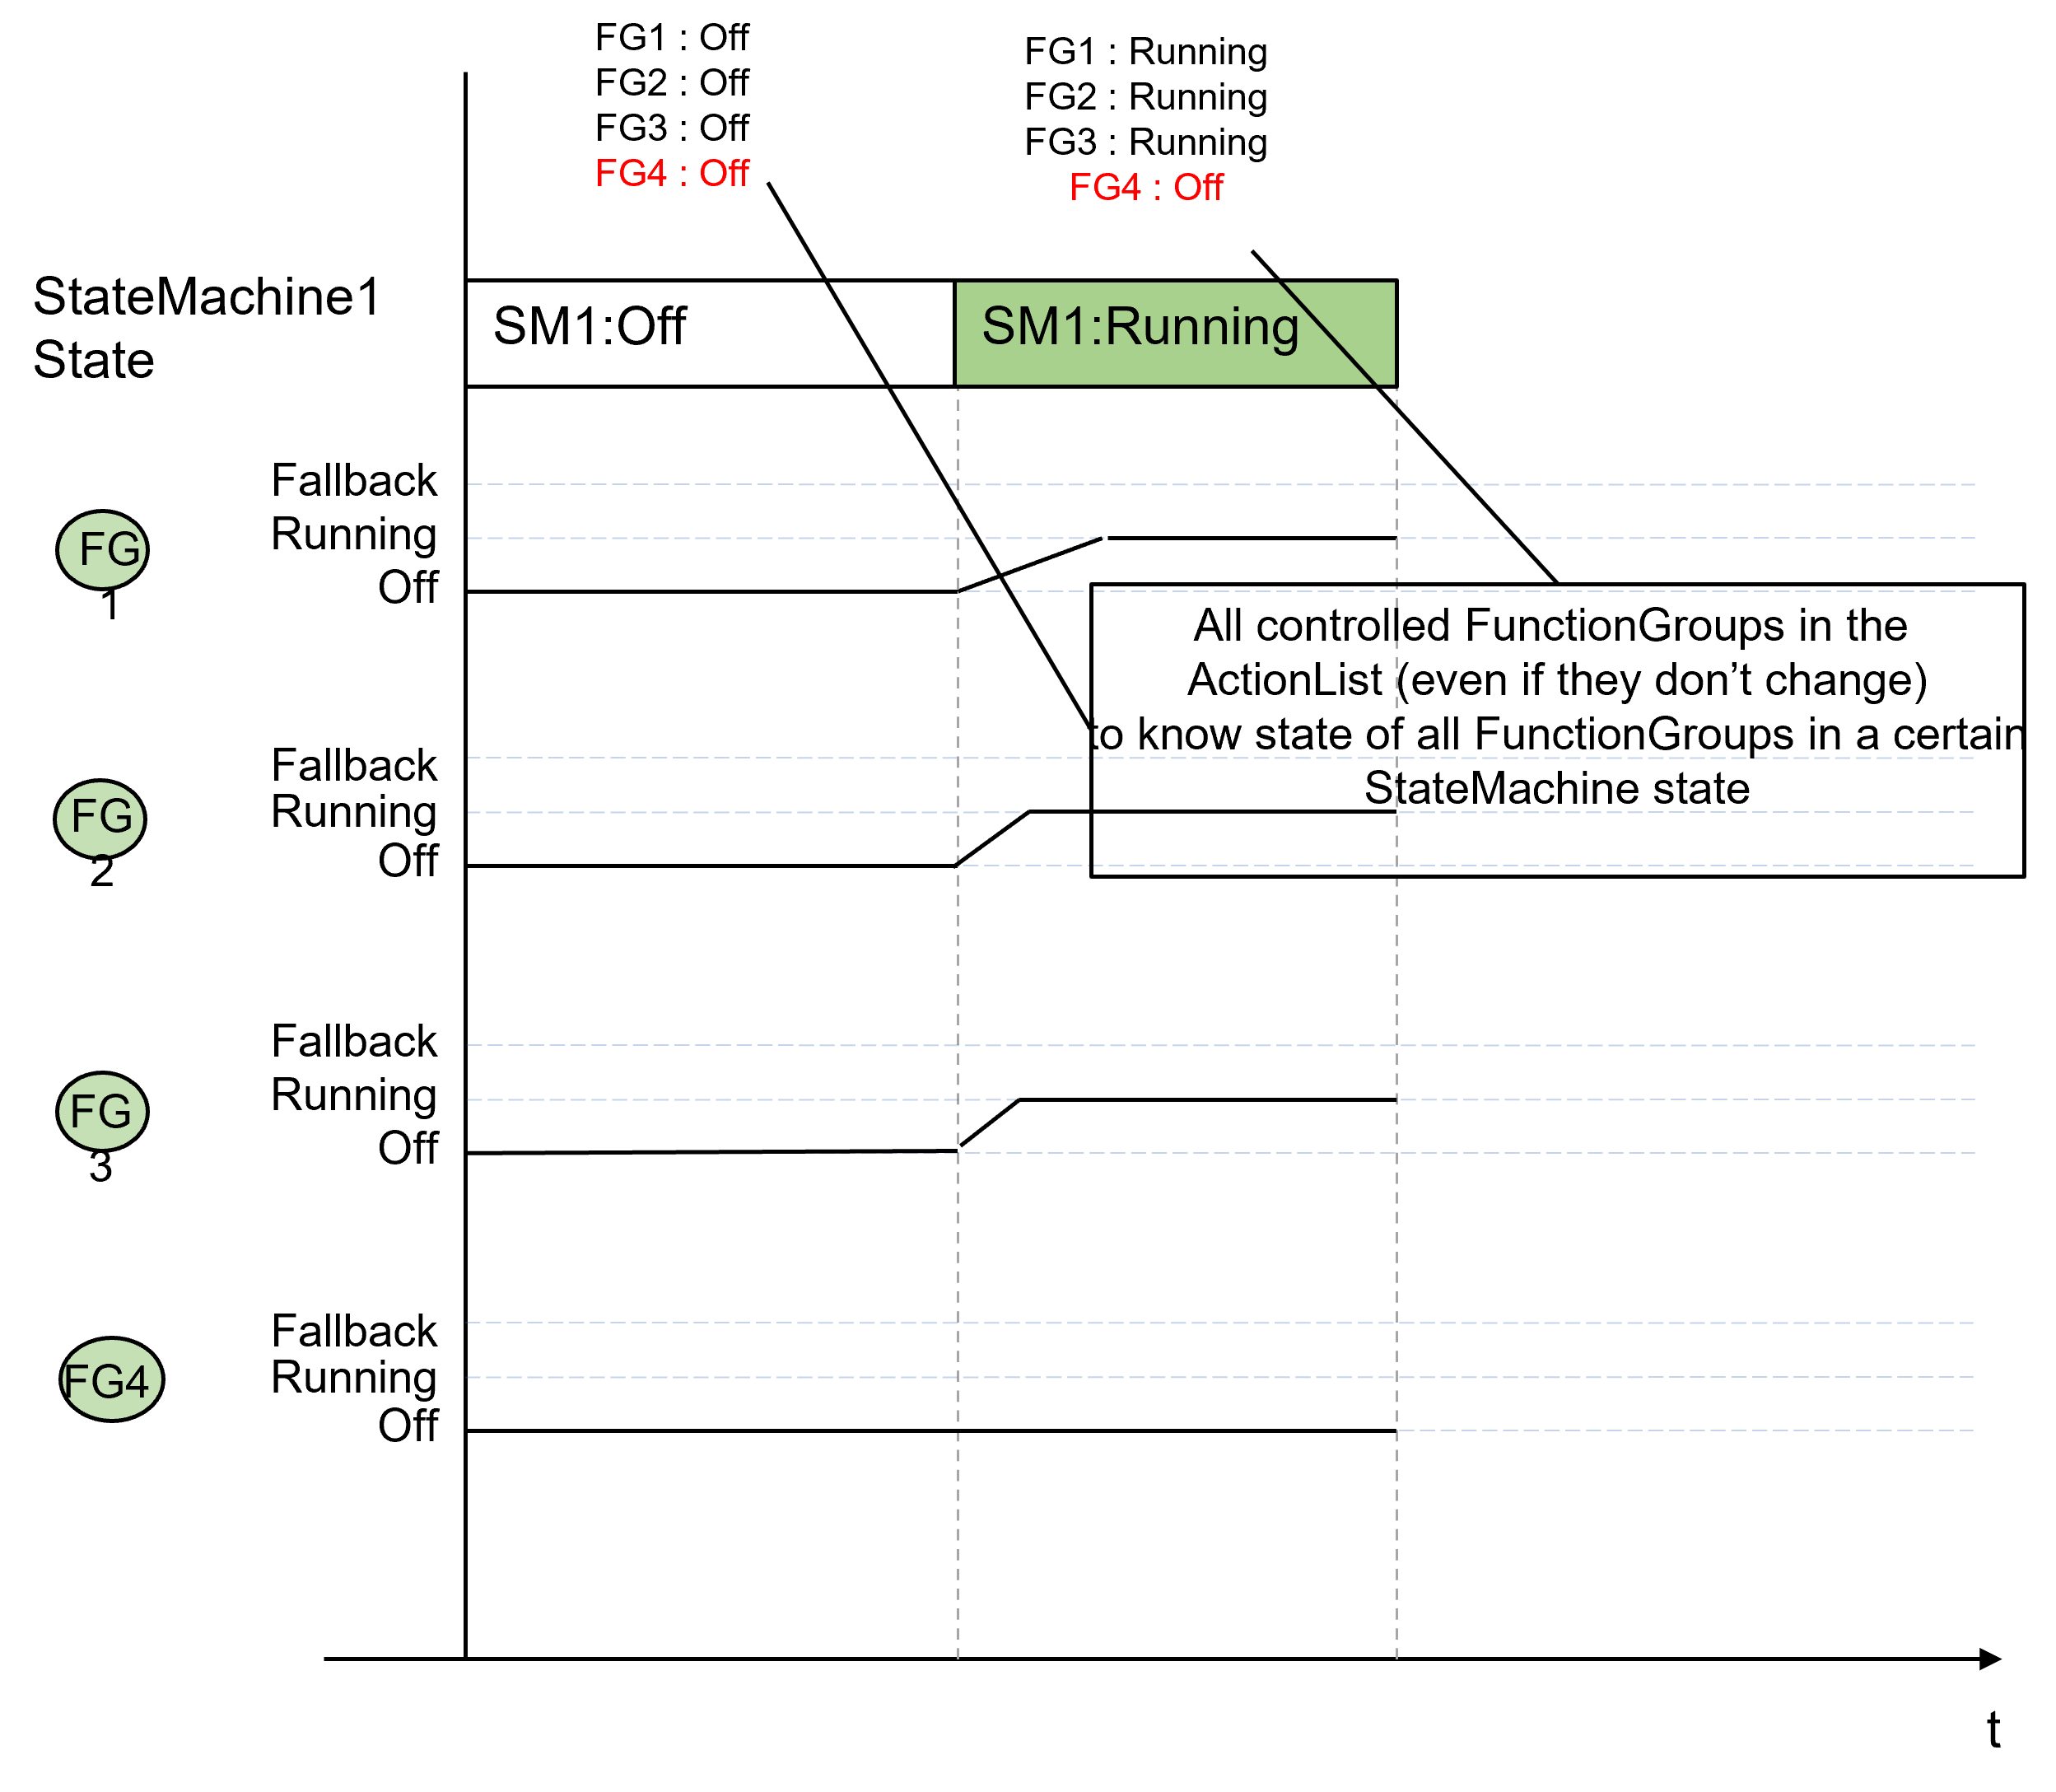 FG1 : Off
FG2 : Off
FG3 : Off
FG4 : Off
FG1 : Running
FG2 : Running
FG3 : Running
FG4 : Off
StateMachine1
State
SM1:Off
SM1:Running
Fallback
Running
Off
FG
1
All controlled FunctionGroups in the
ActionList (even if they don’t change)
to know state of all FunctionGroups in a certain
StateMachine state
Fallback
Running
Off
FG
2
Fallback
Running
Off
FG
3
Fallback
Running
Off
FG4
t